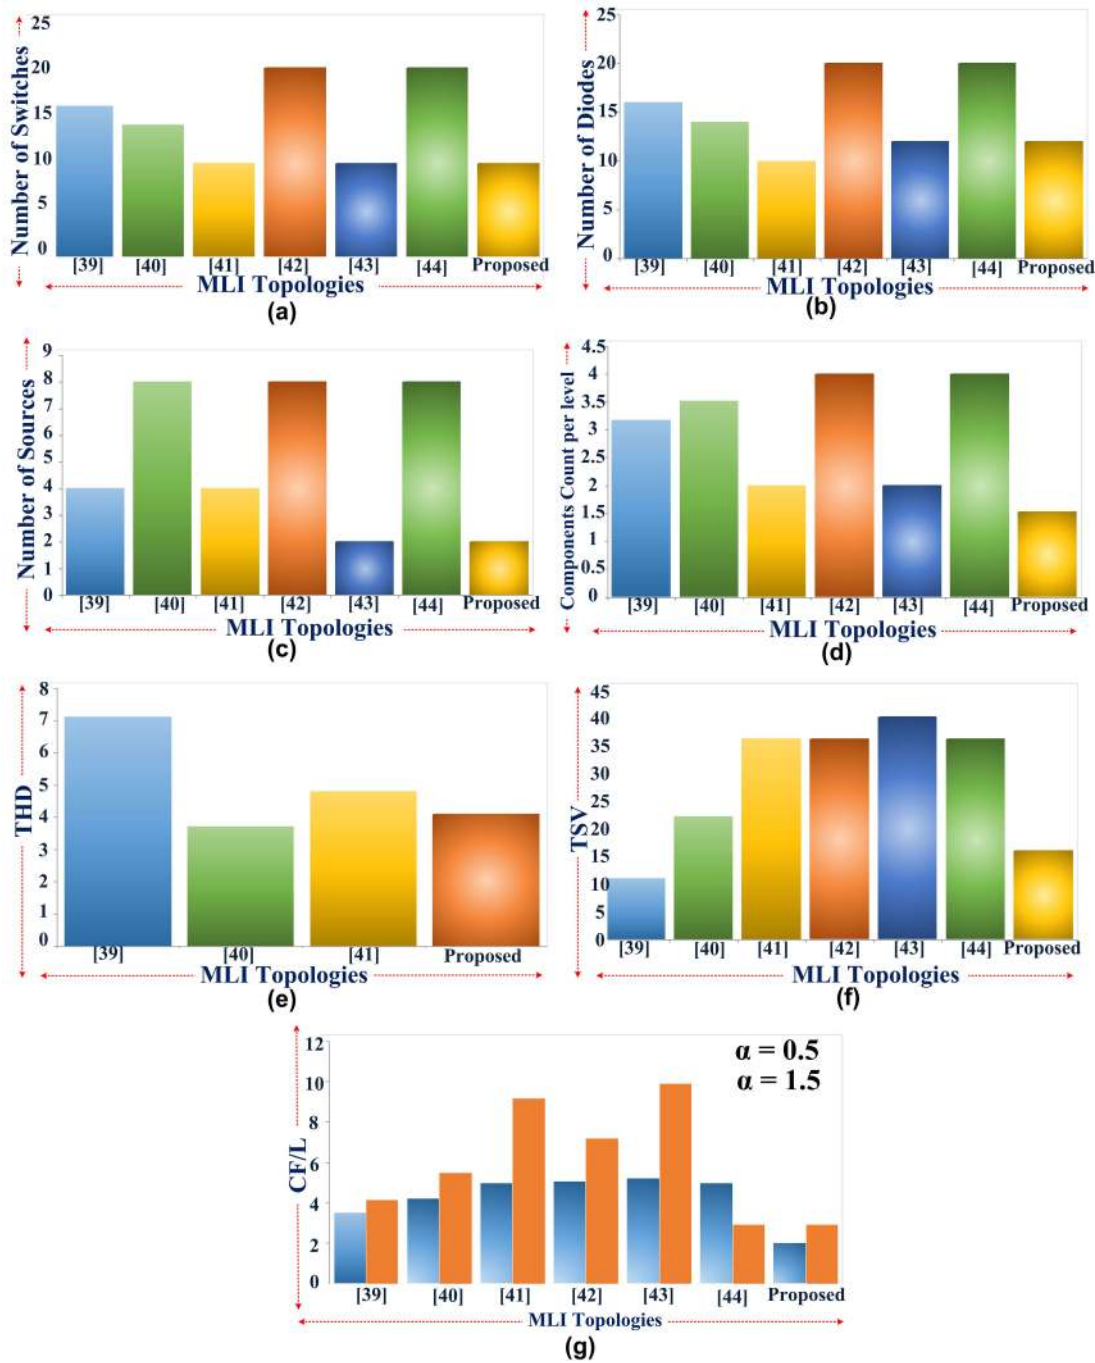 25
20
15
10
5
0
Number of Switches
[39] [40] [41] [42] [43] [44] Proposed
MLI Topologies
(a)
25
20
15
10
5
0
Number of Diodes
[39] [40] [41] [42] [43] [44] Proposed
MLI Topologies
(b)
9
8
7
6
5
4
3
2
1
0
Number of Sources
[39] [40] [41] [42] [43] [44] Proposed
MLI Topologies
(c)
4.5
4
3.5
3
2.5
2
1.5
1
0.5
0
Components Count per level
[39] [40] [41] [42] [43] [44] Proposed
MLI Topologies
(d)
8
7
6
5
4
3
2
1
0
THD
[39] [40] [41] Proposed
MLI Topologies
(e)
45
40
35
30
25
20
15
10
5
0
TSV
[39] [40] [41] [42] [43] [44] Proposed
MLI Topologies
(f)
12
10
8
6
4
2
0
CF/L
α = 0.5
α = 1.5
[39] [40] [41] [42] [43] [44] Proposed
MLI Topologies
(g)